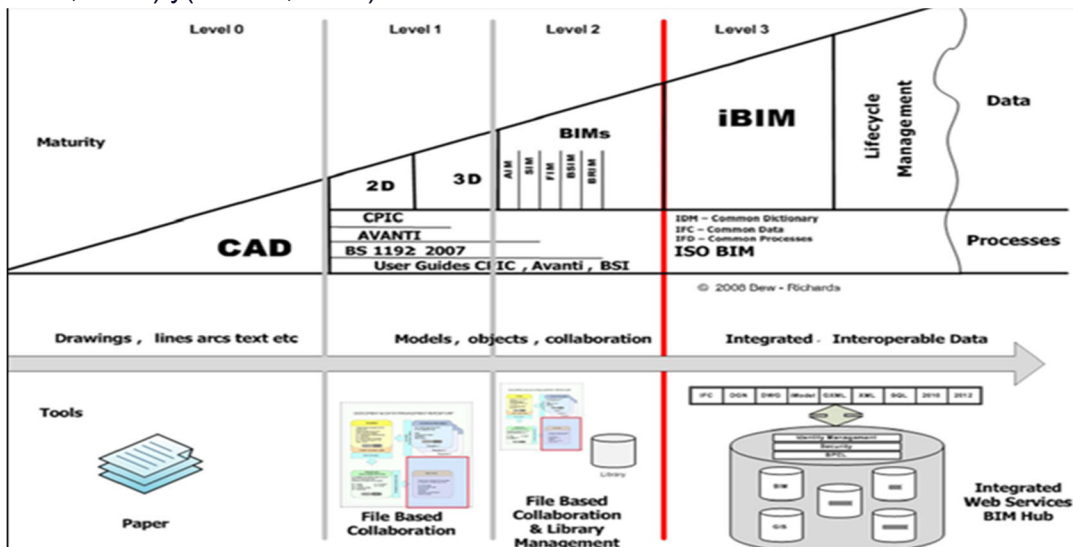 Level 0
Level 1
Level 2
Level 3
Maturity
CAD
2D
3D
BIMs
AIM
SIM
FIM
BSIM
BRIM
iBIM
Lifecycle
Management
Data
CPIC
AVANTI
BS 1192 2007
User Guides CPIC , Avanti , BSI
IDM – Common Dictionary
IFC – Common Data
IFD – Common Processes
ISO BIM
Processes
© 2008 Bew - Richards
Drawings , lines arcs text etc
Models , objects , collaboration
Integrated , Interoperable Data
Tools
Paper
File Based
Collaboration
Library
File Based
Collaboration
& Library
Management
IFC DGN DWG iModel GXML XML SQL 2010 2012
Identity Management
Security
BPCL
BIM
GIS
Integrated
Web Services
BIM Hub